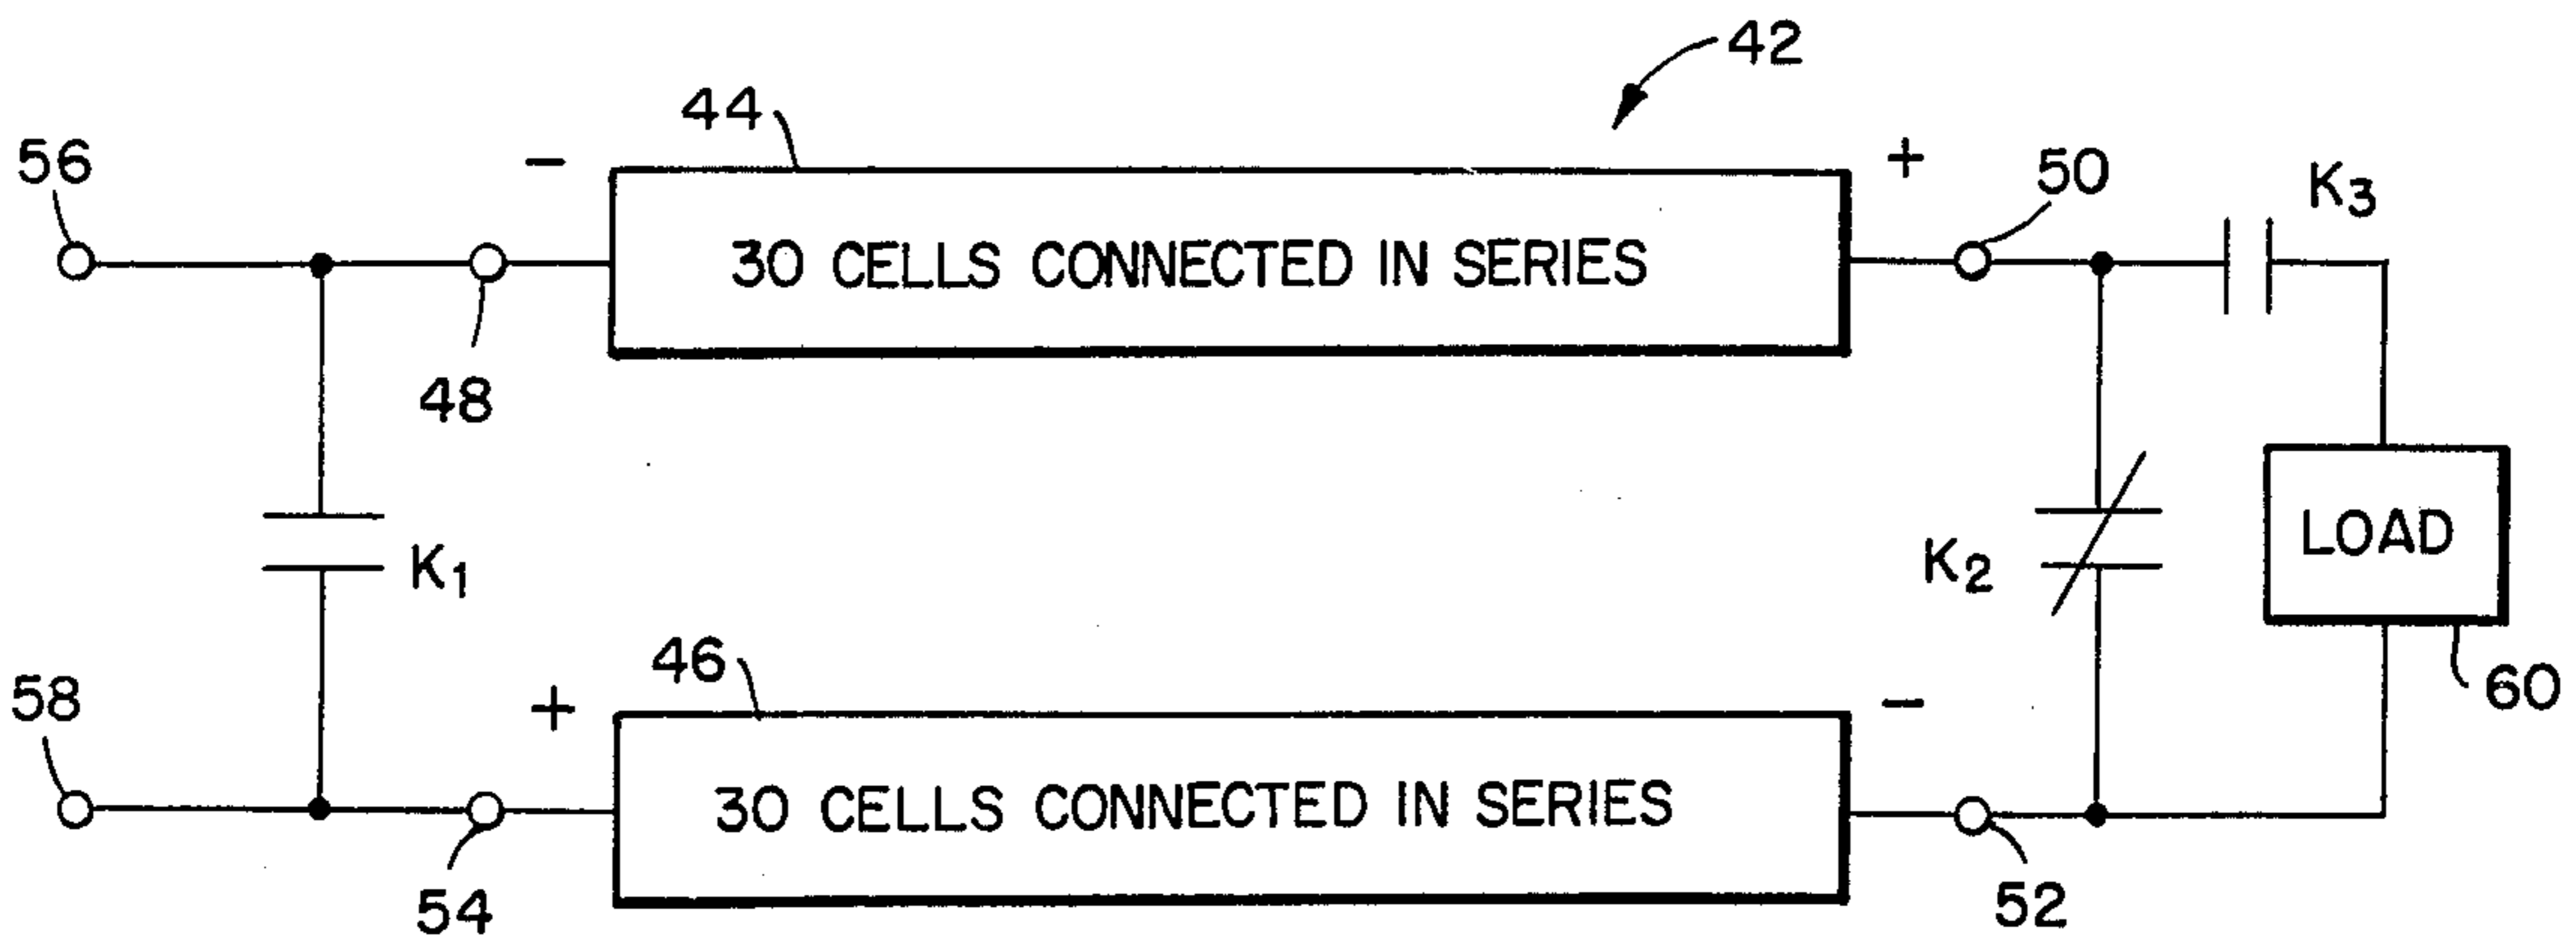 42
44
56
50
K3
30 CELLS CONNECTED IN SERIES
48
K1
K2
LOAD
46
58
60
30 CELLS CONNECTED IN SERIES
54
52